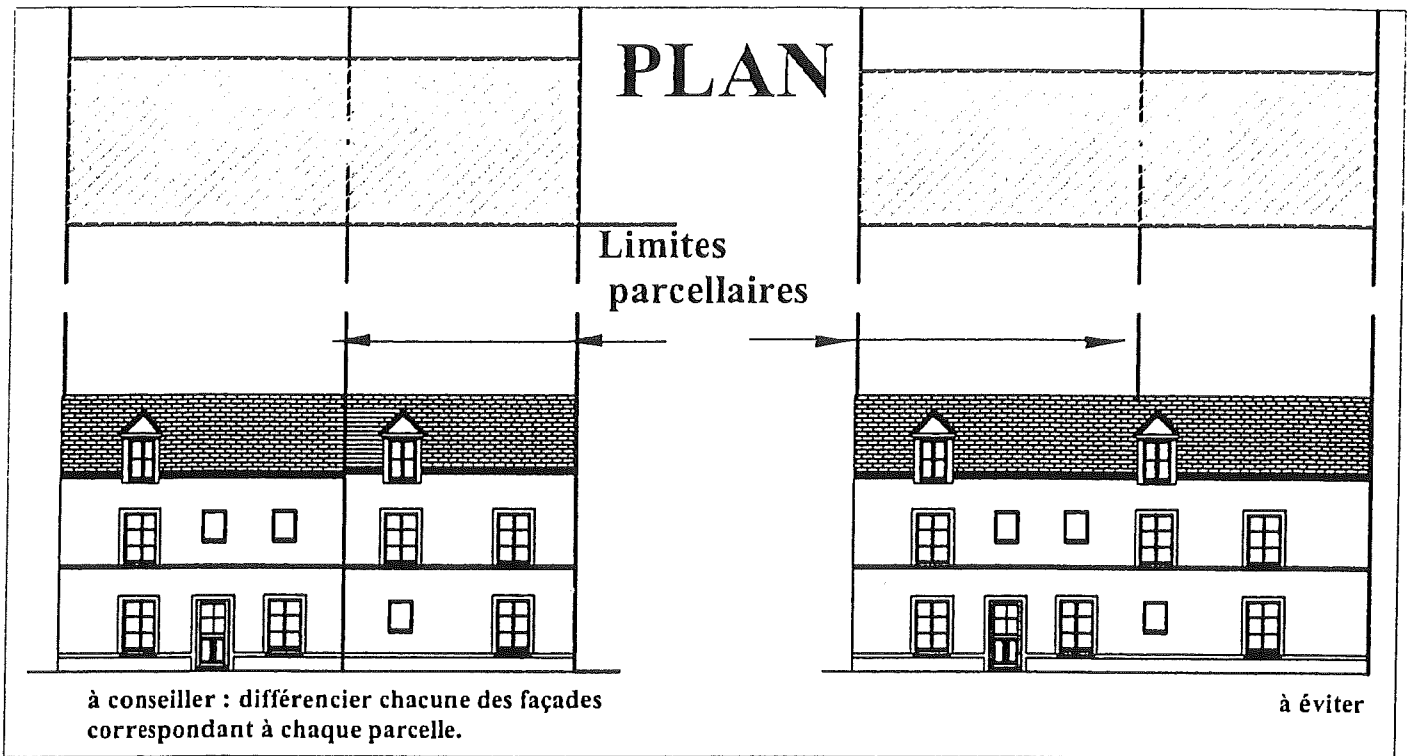 PLAN
Limites
parcellaires
à conseiller : différencier chacune des façades
correspondant à chaque parcelle.
à éviter